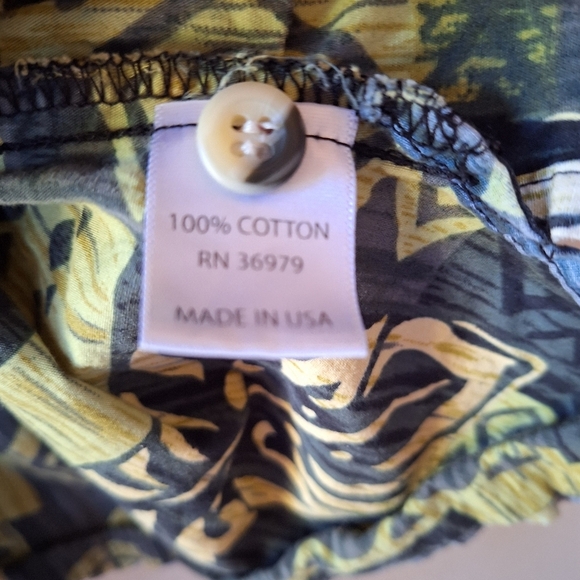 100% COTTON
RN 36979
MADE IN USA